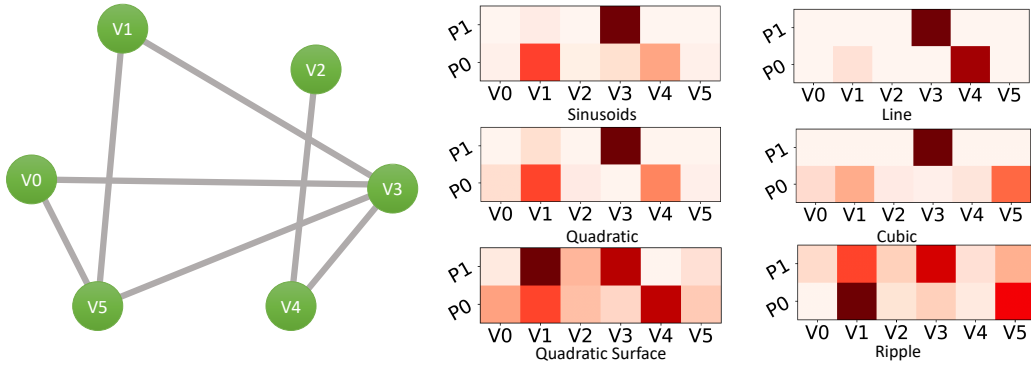 V1
V2
V0
V3
V5
V4
P1
P0
V0 V1 V2 V3 V4 V5
Sinusoids
P1
P0
V0 V1 V2 V3 V4 V5
Line
P1
P0
V0 V1 V2 V3 V4 V5
Quadratic
P1
P0
V0 V1 V2 V3 V4 V5
Cubic
P1
P0
V0 V1 V2 V3 V4 V5
Quadratic Surface
P1
P0
V0 V1 V2 V3 V4 V5
Ripple